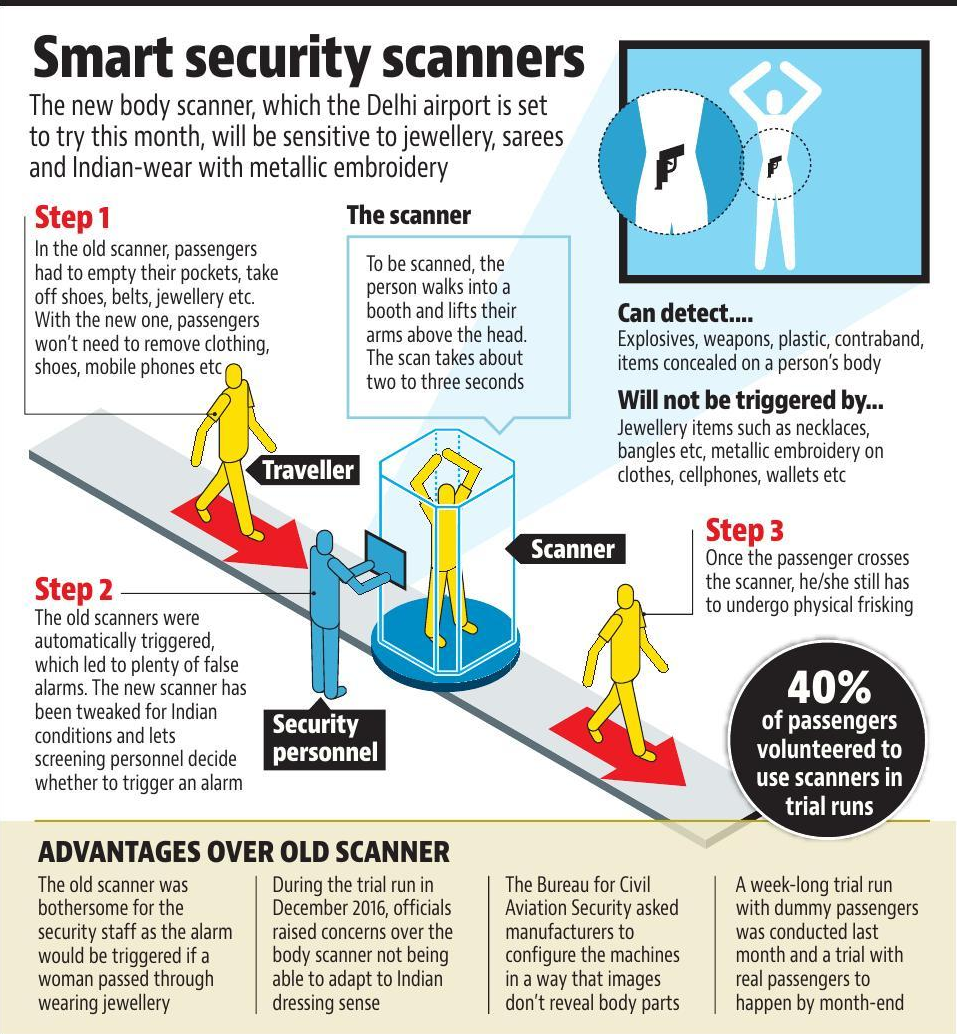 Smart security scanners
The new body scanner, which the Delhi airport is set
to try this month, will be sensitive to jewellery, sarees
and Indian-wear with metallic embroidery
Step 1
In the old scanner, passengers
had to empty their pockets, take
off shoes, belts, jewellery etc.
With the new one, passengers
won't need to remove clothing,
shoes, mobile phones etc
The scanner
To be scanned, the
person walks into a
booth and lifts their
arms above the head.
The scan takes about
two to three seconds
Can detect....
Explosives, weapons, plastic, contraband,
items concealed on a person's body
Will not be triggered by...
Jewellery items such as necklaces,
bangles etc, metallic embroidery on
clothes, cellphones, wallets etc
Traveller
Scanner
Step 2
The old scanners were
automatically triggered,
which led to plenty of false
alarms. The new scanner has
been tweaked for Indian
conditions and lets
screening personnel decide
whether to trigger an alarm
Security
personnel
Step 3
Once the passenger crosses
the scanner, he/she still has
to undergo physical frisking
40%
of passengers
volunteered to
use scanners in
trial runs
ADVANTAGES OVER OLD SCANNER
The old scanner was
bothersome for the
security staff as the alarm
would be triggered if a
woman passed through
wearing jewellery
During the trial run in
December 2016, officials
raised concerns over the
body scanner not being
able to adapt to Indian
dressing sense
The Bureau for Civil
Aviation Security asked
manufacturers to
configure the machines
in a way that images
don't reveal body parts
A week-long trial run
with dummy passengers
was conducted last
month and a trial with
real passengers to
happen by month-end